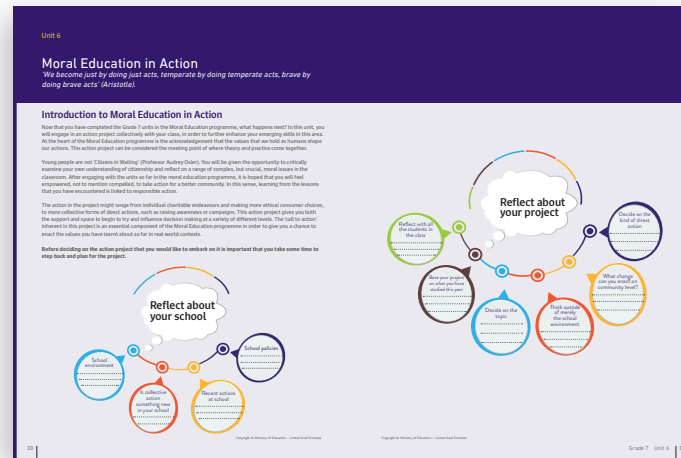 Unit 6
Moral Education in Action
'We become just by doing just acts, temperate by doing temperate acts, brave by
doing brave acts' (Aristotle).
Introduction to Moral Education in Action
Now that you have completed the Grade 7 units in the Moral Education programme, what happens next? In this unit, you
will engage in an action project collectively with your class, in order to further enhance your emerging skills in this area.
At the heart of the Moral Education programme is the acknowledgement that the values that we hold as humans shape
our actions. This action project can be considered the meeting point of where theory and practice come together.
Young people are not 'Citizens in Waiting' (Professor Audrey Osler). You will be given the opportunity to critically
examine your own understanding of citizenship and reflect on a range of complex, but crucial, moral issues in the
classroom. After engaging with the units so far in the moral education programme, it is hoped that you will feel
empowered, not to mention compelled, to take action for a better community. In this sense, learning from the lessons
that you have encountered is linked to responsible action.
The action in the project might range from individual charitable endeavours and making more ethical consumer choices,
to more collective forms of direct actions, such as raising awareness or campaigns. This action project gives you both
the support and space to begin to try and influence decision making at a variety of different levels. The 'call to action'
inherent in this project is an essential component of the Moral Education programme in order to give you a chance to
enact the values you have learnt about so far in real-world contexts.
Before deciding on the action project that you would like to embark on it is important that you take some time to
step back and plan for the project.
Reflect about
your school
School
environment
Is collective
action
something new
in your school
Recent actions
at school
School policies
Copyright of Ministry of Education – United Arab Emirates
33
Reflect about
your project
Reflect with all
the students in
the class
Base your project
on what you have
studied this year
Decide on the
topic
Think outside
of merely
the school
environment
What change
can you enact on
community level?
Decide on the
kind of direct
action
Copyright of Ministry of Education – United Arab Emirates
Grade 7 Unit 6